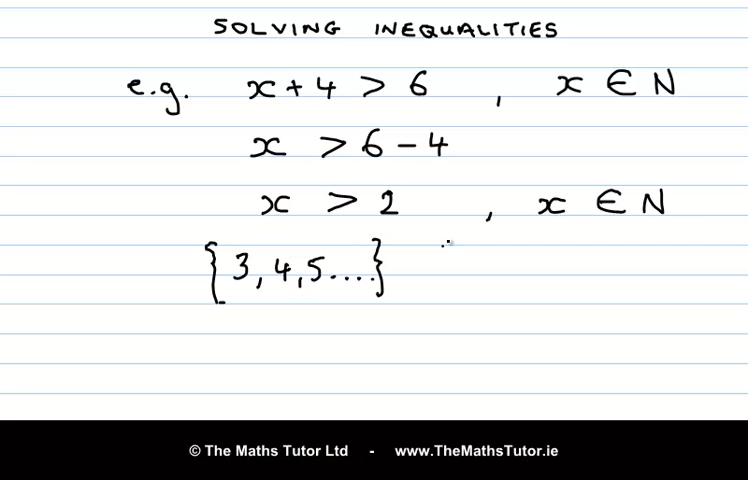 SOLVING INEQUALITIES
e.g. x + 4 > 6 , x ∈ N
x > 6 - 4
x > 2 , x ∈ N
{3, 4, 5....}
© The Maths Tutor Ltd - www.TheMathsTutor.ie